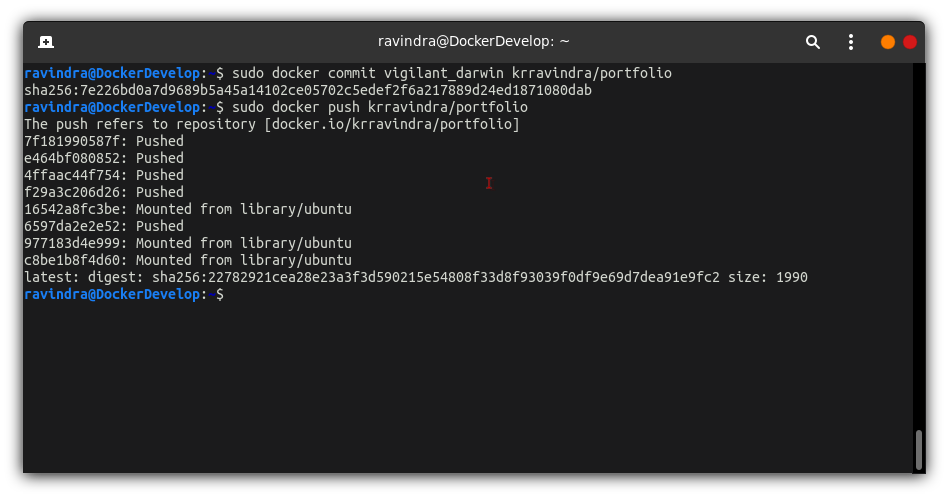 ravindra@DockerDevelop: ~
ravindra@DockerDevelop:~$ sudo docker commit vigilant_darwin krravindra/portfolio
sha256:7e226bd0a7d9689b5a45a14102ce05702c5edef2f6a217889d24ed1871080dab
ravindra@DockerDevelop:~$ sudo docker push krravindra/portfolio
The push refers to repository [docker.io/krravindra/portfolio]
7f181990587f: Pushed
e464bf080852: Pushed
4ffaac44f754: Pushed
f29a3c206d26: Pushed
16542a8fc3be: Mounted from library/ubuntu
6597da2e2e52: Pushed
977183d4e999: Mounted from library/ubuntu
c8be1b8f4d60: Mounted from library/ubuntu
latest: digest: sha256:22782921cea28e23a3f3d590215e54808f33d8f93039f0df9e69d7dea91e9fc2 size: 1990
ravindra@DockerDevelop:~$